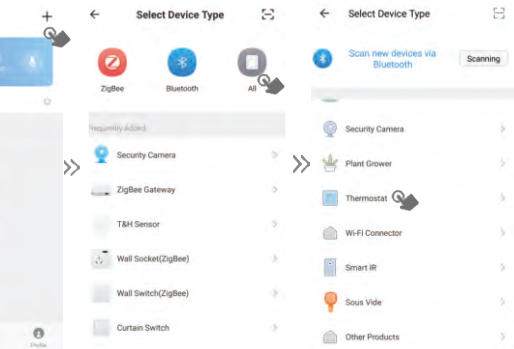 +
Profile
Select Device Type
ZigBee
Bluetooth
All
Frequently Added
Security Camera
ZigBee Gateway
T&H Sensor
Wall Socket(ZigBee)
Wall Switch(ZigBee)
Curtain Switch
Select Device Type
Scan new devices via
Bluetooth
Scanning
Security Camera
Plant Grower
Thermostat
Wi-Fi Connector
Smart IR
Sous Vide
Other Products